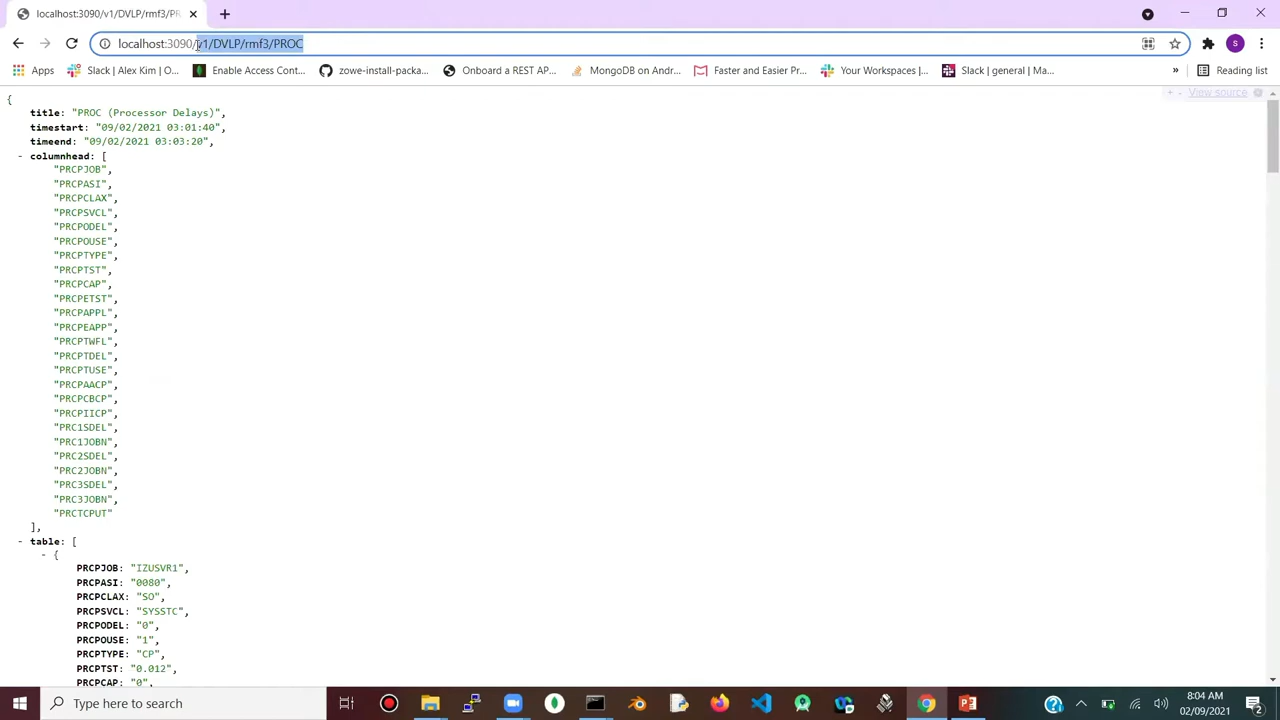 localhost:3090/v1/DVLP/rmf3/PR
localhost:3090/v1/DVLP/rmf3/PROC
Apps
Slack | Alex Kim | O...
Enable Access Cont...
zowe-install-packa...
Onboard a REST AP...
MongoDB on Andr...
Faster and Easier Pr...
Your Workspaces |...
Slack | general | Ma...
»
Reading list
S
+ - View source
{
title: "PROC (Processor Delays)",
timestart: "09/02/2021 03:01:40",
timeend: "09/02/2021 03:03:20",
- columnhead: [
"PRCPJOB",
"PRCPASI",
"PRCPCLAX",
"PRCPSVCL",
"PRCPODEL",
"PRCPOUSE",
"PRCPTYPE",
"PRCPTST",
"PRCPCAP",
"PRCPETST",
"PRCPAPPL",
"PRCPEAPP",
"PRCPTWFL",
"PRCPTDEL",
"PRCPTUSE",
"PRCPAACP",
"PRCPCBCP",
"PRCPIICP",
"PRC1SDEL",
"PRC1JOBN",
"PRC2SDEL",
"PRC2JOBN",
"PRC3SDEL",
"PRC3JOBN",
"PRCTCPUT"
],
- table: [
- {
PRCPJOB: "IZUSVR1",
PRCPASI: "0080",
PRCPCLAX: "SO",
PRCPSVCL: "SYSSTC",
PRCPODEL: "0",
PRCPOUSE: "1",
PRCPTYPE: "CP",
PRCPTST: "0.012",
PRCPCAP: "0",
Type here to search
8:04 AM
02/09/2021
2